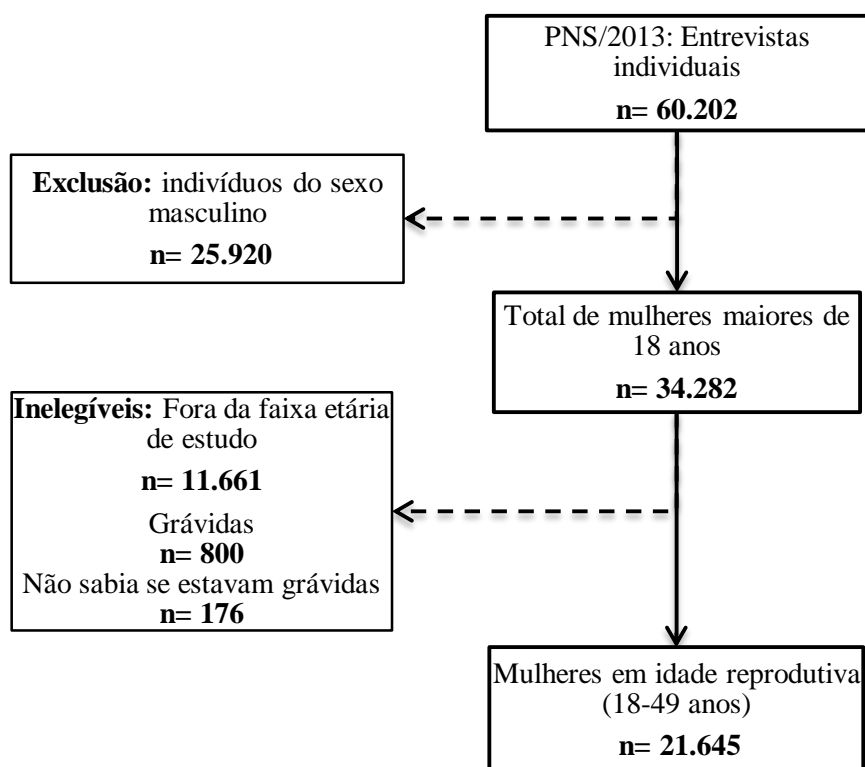 PNS/2013: Entrevistas
individuais
n= 60.202
Exclusão: indivíduos do sexo
masculino
n= 25.920
Total de mulheres maiores de
18 anos
n= 34.282
Inelegíveis: Fora da faixa etária
de estudo
n= 11.661
Grávidas
n= 800
Não sabia se estavam grávidas
n= 176
Mulheres em idade reprodutiva
(18-49 anos)
n= 21.645